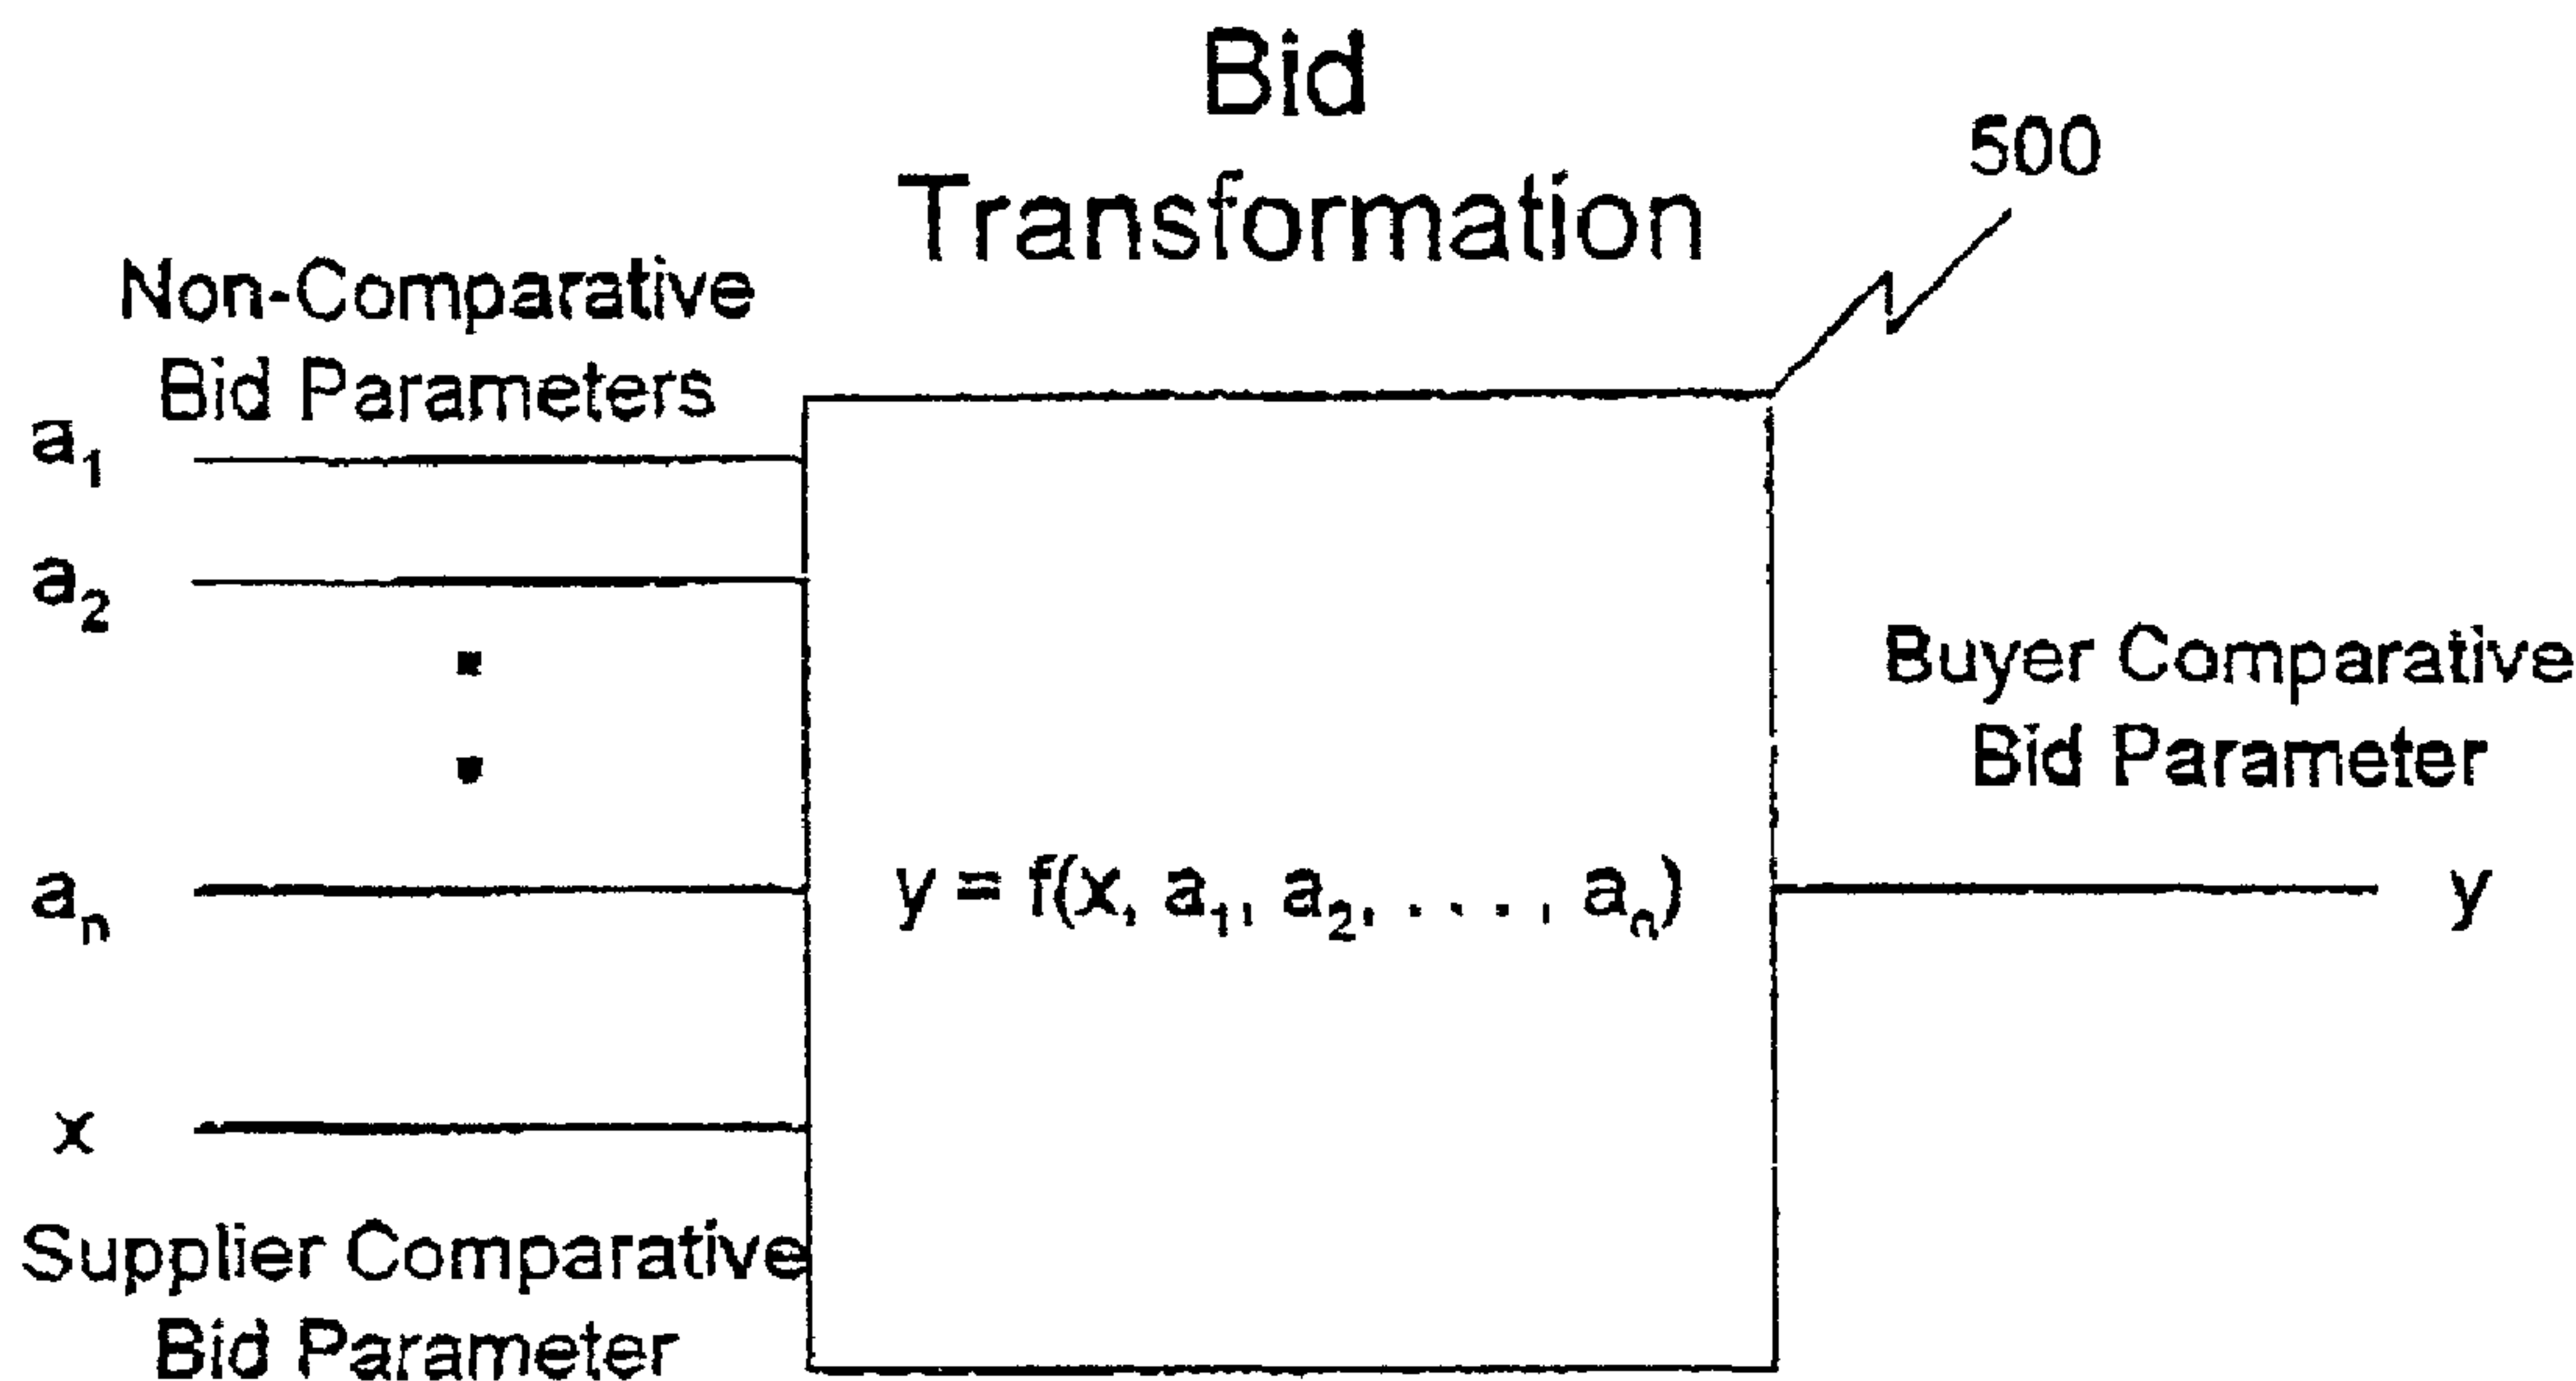 Bid
Transformation
500
Non-Comparative
Bid Parameters
a₁
a₂
aₙ
x
Supplier Comparative
Bid Parameter
y = f(x, a₁, a₂, . . . , aₙ)
Buyer Comparative
Bid Parameter
y